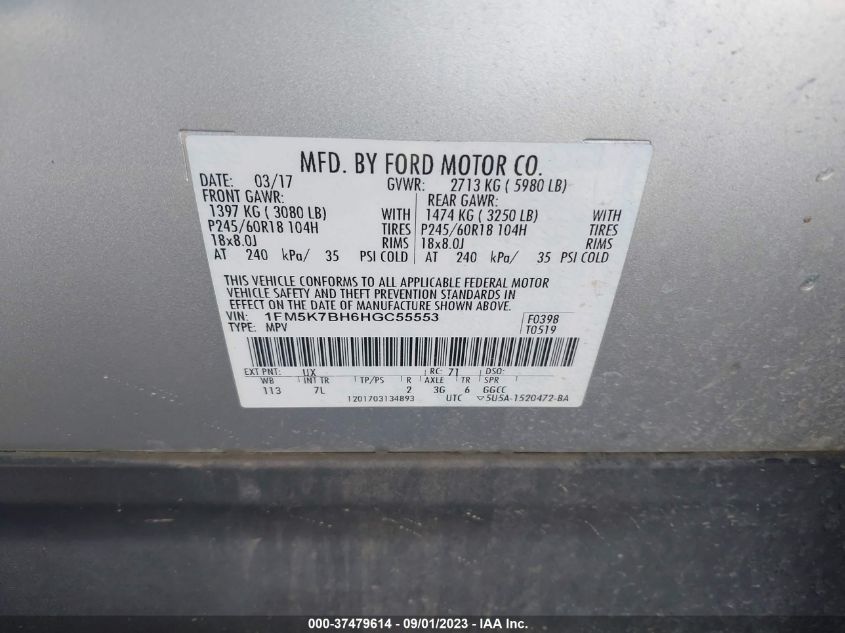 MFD. BY FORD MOTOR CO.
DATE: 03/17 GVWR: 2713 KG ( 5980 LB)
FRONT GAWR: REAR GAWR:
1397 KG ( 3080 LB) WITH 1474 KG ( 3250 LB) WITH
P245/60R18 104H TIRES P245/60R18 104H TIRES
18x8.0J RIMS 18x8.0J RIMS
AT 240 kPa/ 35 PSI COLD AT 240 kPa/ 35 PSI COLD
THIS VEHICLE CONFORMS TO ALL APPLICABLE FEDERAL MOTOR
VEHICLE SAFETY AND THEFT PREVENTION STANDARDS IN
EFFECT ON THE DATE OF MANUFACTURE SHOWN ABOVE.
VIN: 1FM5K7BH6HGC55553 F0398
TYPE: MPV T0519
EXT PNT: UX RC: 71 DSO:
WB INT TR TP/PS R AXLE TR SPR
113 7L 2 3G 6 GGCC
1201703134893 UTC ▽5U5A-1520472-BA
000-37479614 - 09/01/2023 - IAA Inc.